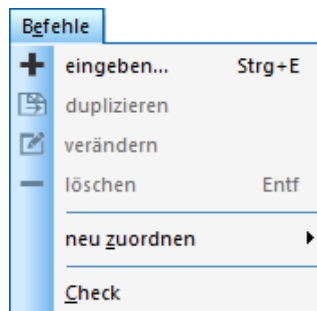 Befehle
eingeben... Strg+E
duplizieren
verändern
löschen Entf
neu zuordnen
Check